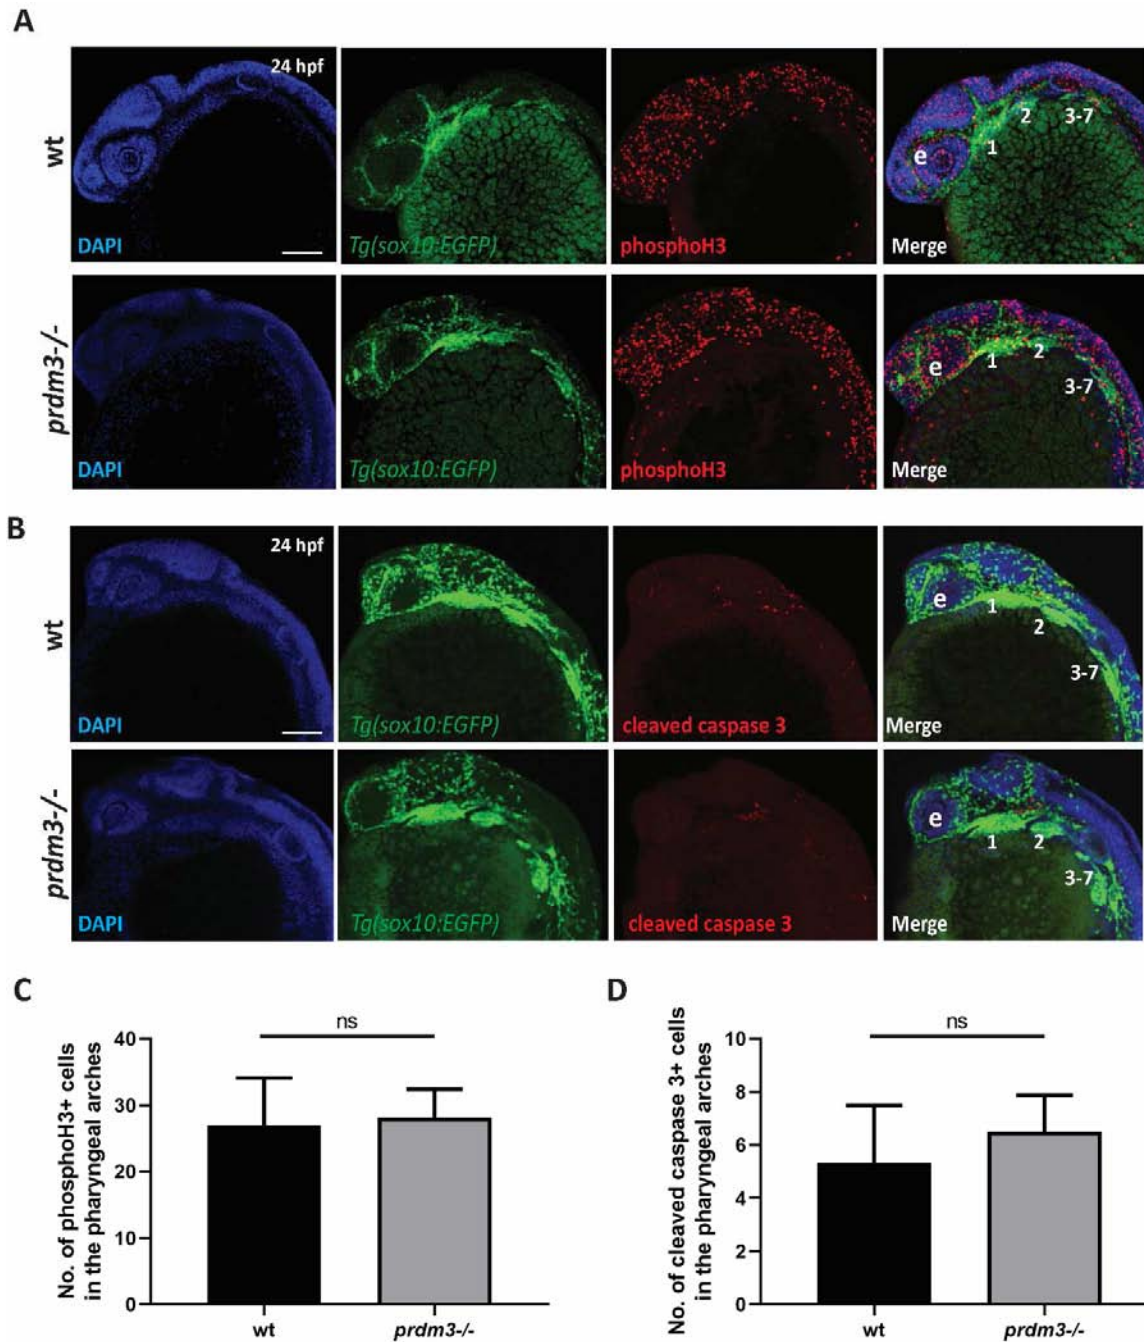 A
wt
24 hpf
DAPI
Tg(sox10:EGFP)
phosphoH3
e
1
2
3-7
Merge
prdm3-/-
DAPI
Tg(sox10:EGFP)
phosphoH3
e
1
2
3-7
Merge
B
wt
24 hpf
DAPI
Tg(sox10:EGFP)
cleaved caspase 3
e
1
2
3-7
Merge
prdm3-/-
DAPI
Tg(sox10:EGFP)
cleaved caspase 3
e
1
2
3-7
Merge
C
No. of phosphoH3+ cells
in the pharyngeal arches
40
30
20
10
0
ns
wt
prdm3-/-
D
No. of cleaved caspase 3+ cells
in the pharyngeal arches
10
8
6
4
2
0
ns
wt
prdm3-/-